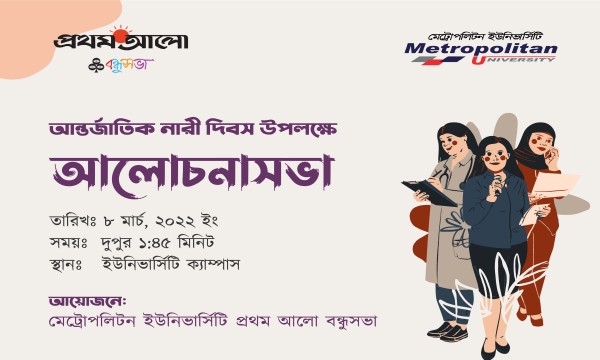 প্রথম আলো
বন্ধুসভা
মেট্রোপলিটন ইউনিভার্সিটি
Metropolitan
UNIVERSITY
আন্তর্জাতিক নারী দিবস উপলক্ষে
আলোচনাসভা
তারিখঃ ৮ মার্চ, ২০২২ ইং
সময়ঃ দুপুর ১:৪৫ মিনিট
স্থানঃ ইউনিভার্সিটি ক্যাম্পাস
আয়োজনে:
মেট্রোপলিটন ইউনিভার্সিটি প্রথম আলো বন্ধুসভা